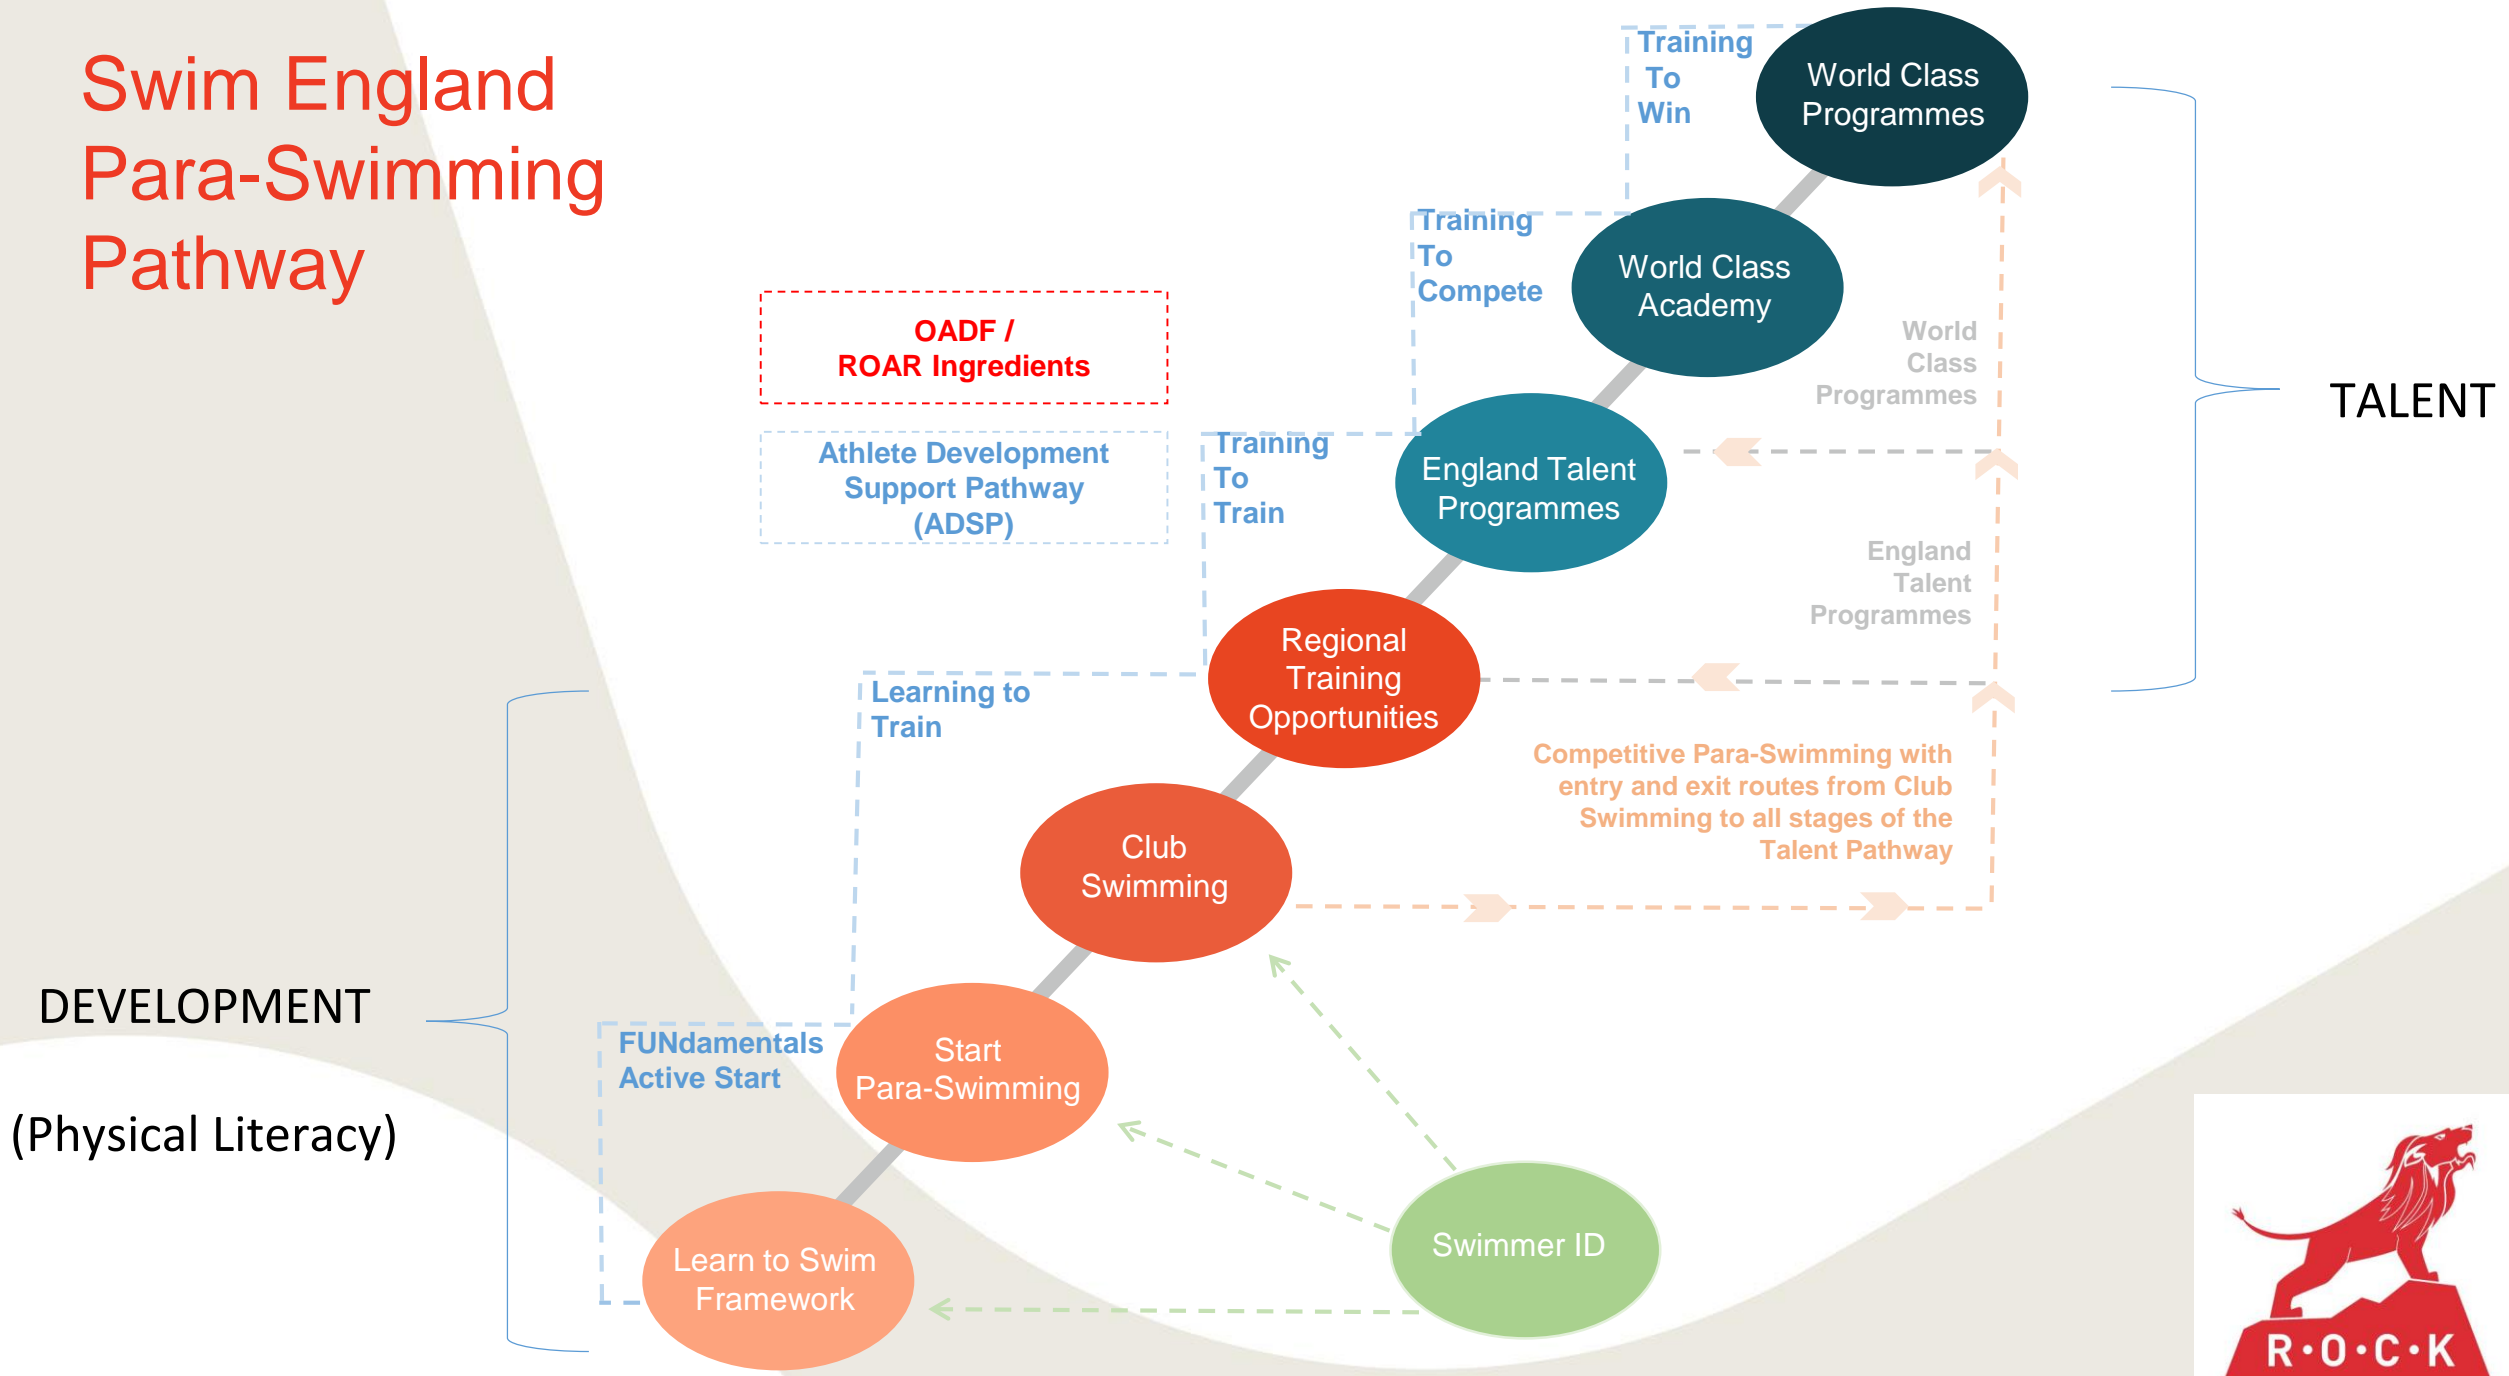 Swim England
Para-Swimming
Pathway
Training
To
Win
World Class
Programmes
Training
To
Compete
World Class
Academy
OADF /
ROAR Ingredients
World
Class
Programmes
TALENT
Athlete Development
Support Pathway
(ADSP)
Training
To
Train
England Talent
Programmes
England
Talent
Programmes
Regional
Training
Opportunities
Learning to
Train
Competitive Para-Swimming with
entry and exit routes from Club
Swimming to all stages of the
Talent Pathway
Club
Swimming
DEVELOPMENT
(Physical Literacy)
FUNdamentals
Active Start
Start
Para-Swimming
Swimmer ID
Learn to Swim
Framework
R·O·C·K